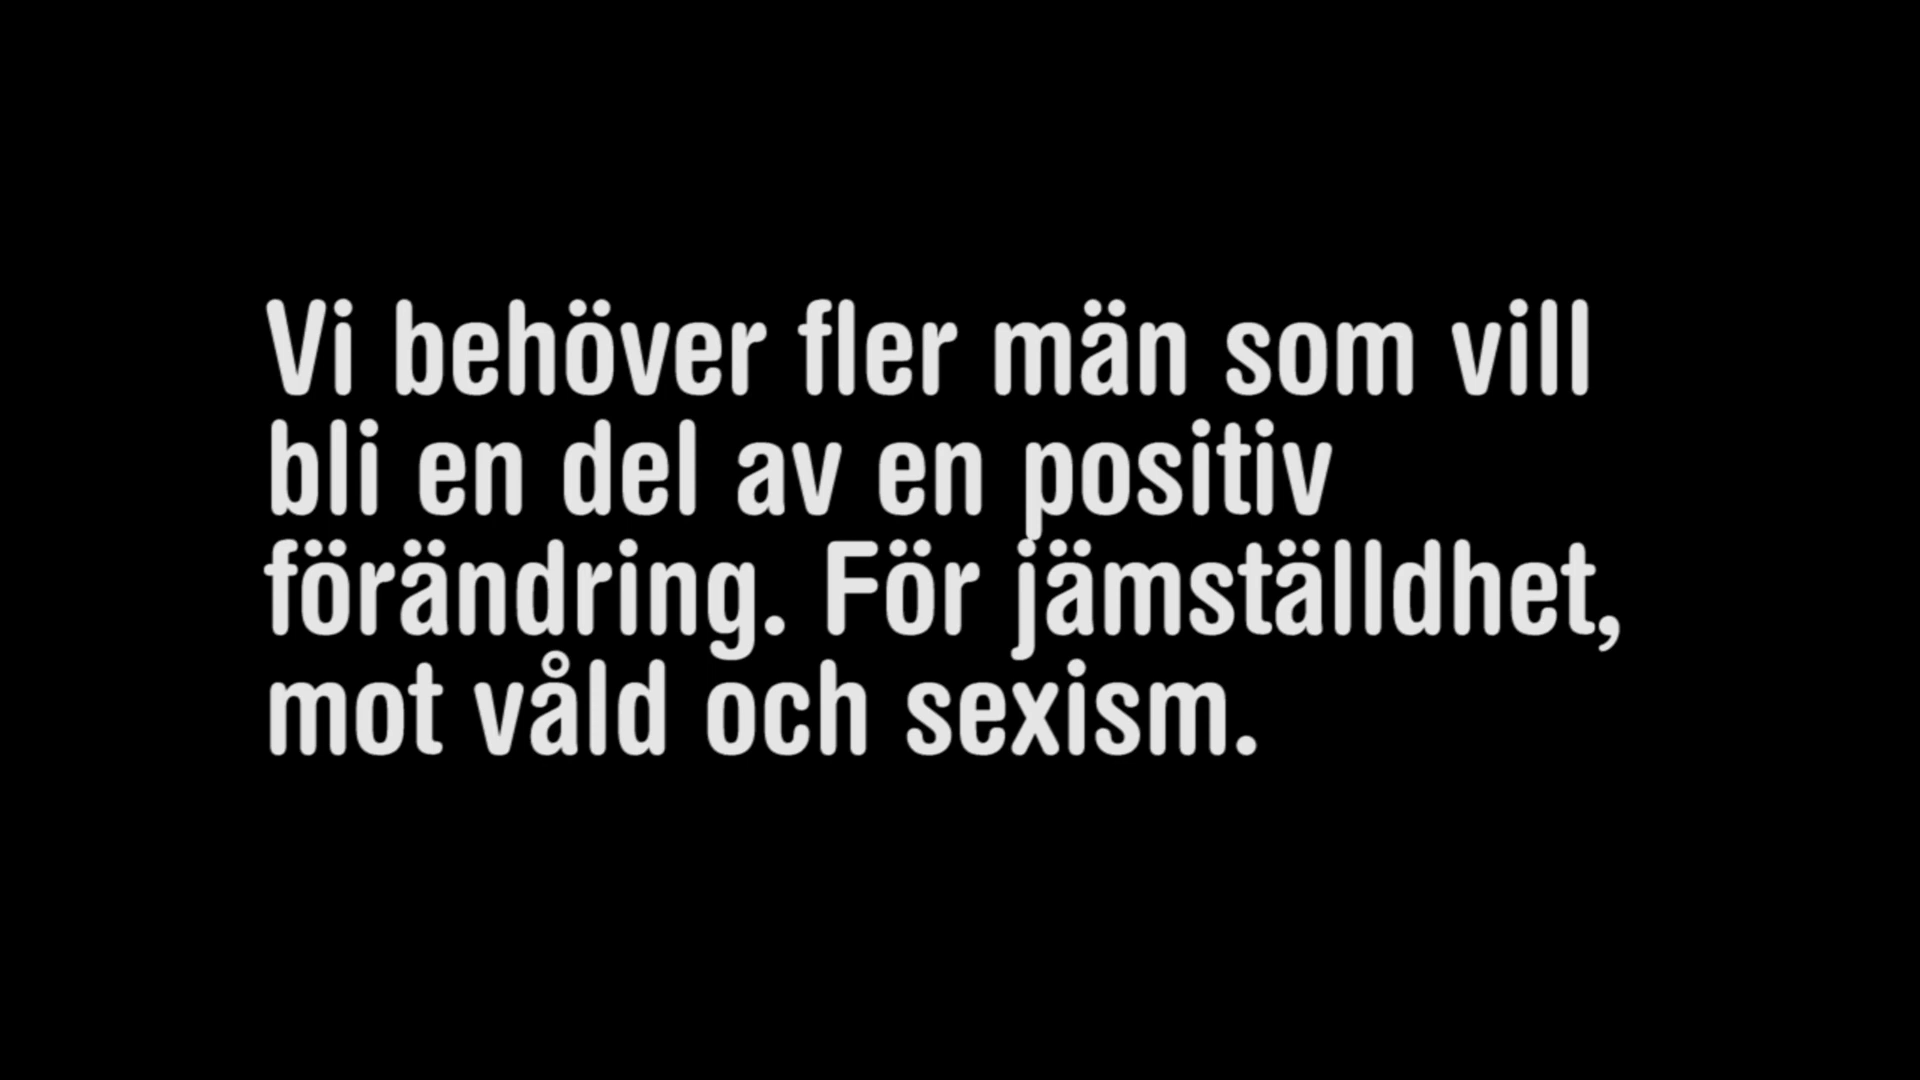 Vi behöver fler män som vill
bli en del av en positiv
förändring. För jämställdhet,
mot våld och sexism.